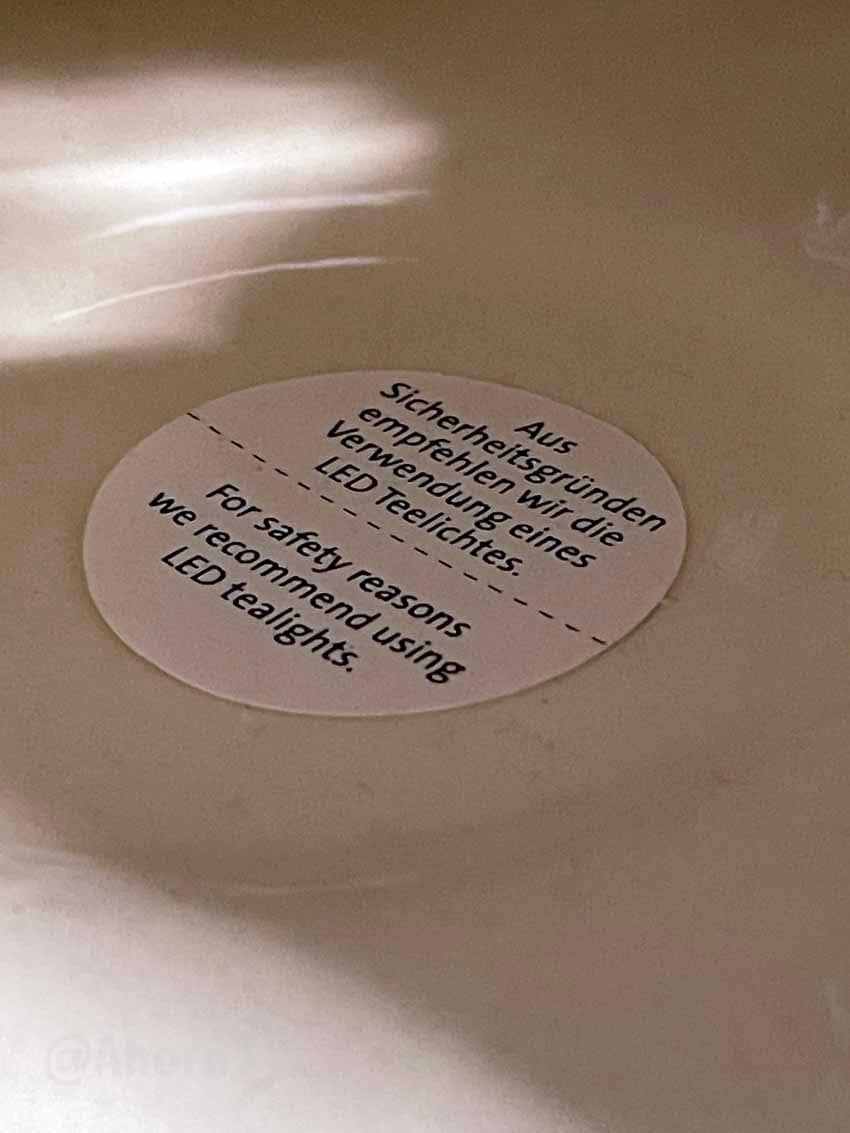 Aus
Sicherheitsgründen
empfehlen wir die
Verwendung eines
LED Teelichtes.
For safety reasons
we recommend using
LED tealights.